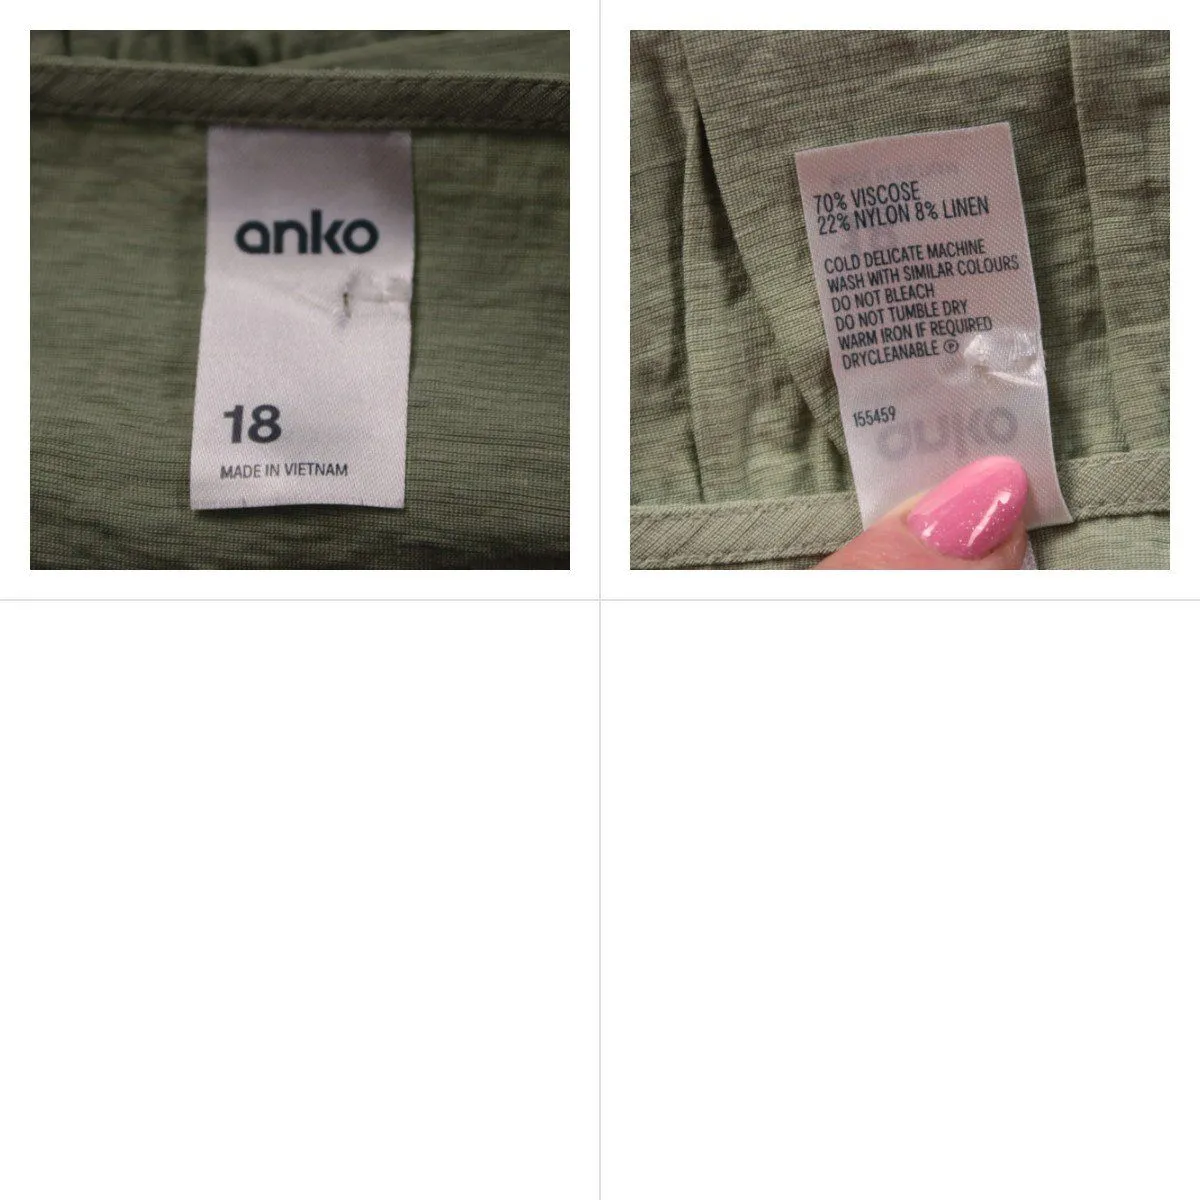 anko
18
MADE IN VIETNAM
70% VISCOSE
22% NYLON 8% LINEN
COLD DELICATE MACHINE
WASH WITH SIMILAR COLOURS
DO NOT BLEACH
DO NOT TUMBLE DRY
WARM IRON IF REQUIRED
DRYCLEANABLE Ⓟ
155459